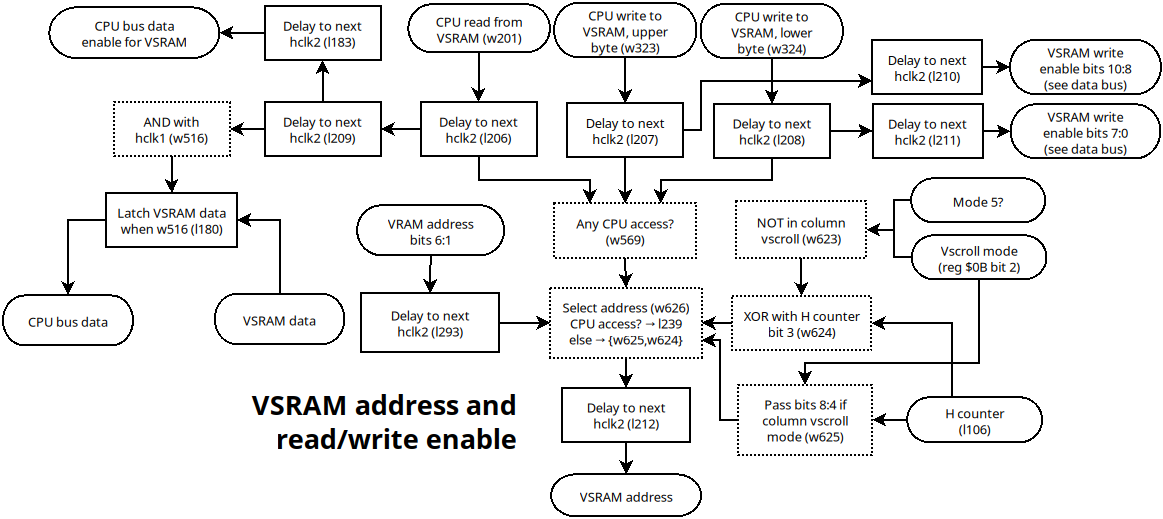 CPU bus data
enable for VSRAM
Delay to next
hclk2 (l183)
CPU read from
VSRAM (w201)
CPU write to
VSRAM, upper
byte (w323)
CPU write to
VSRAM, lower
byte (w324)
Delay to next
hclk2 (l210)
VSRAM write
enable bits 10:8
(see data bus)
AND with
hclk1 (w516)
Delay to next
hclk2 (l209)
Delay to next
hclk2 (l206)
Delay to next
hclk2 (l207)
Delay to next
hclk2 (l208)
Delay to next
hclk2 (l211)
VSRAM write
enable bits 7:0
(see data bus)
Latch VSRAM data
when w516 (l180)
VRAM address
bits 6:1
Any CPU access?
(w569)
NOT in column
vscroll (w623)
Mode 5?
Vscroll mode
(reg $0B bit 2)
CPU bus data
VSRAM data
Delay to next
hclk2 (l293)
Select address (w626)
CPU access? → l239
else → {w625,w624}
XOR with H counter
bit 3 (w624)
VSRAM address and
read/write enable
Delay to next
hclk2 (l212)
Pass bits 8:4 if
column vscroll
mode (w625)
H counter
(l106)
VSRAM address